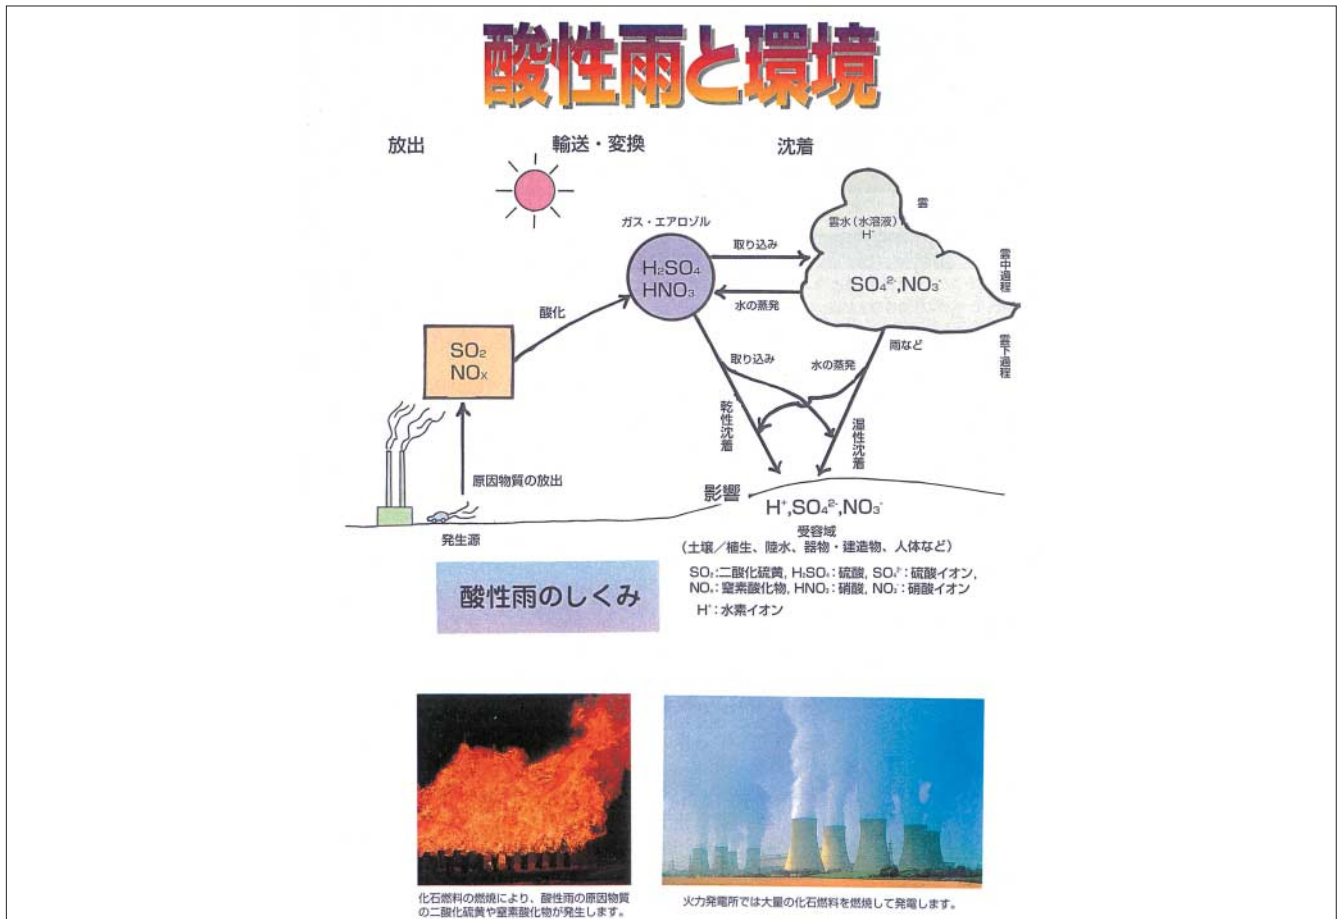 酸性雨と環境
放出
輸送・変換
沈着
ガス・エアロゾル
H₂SO₄
HNO₃
取り込み
水の蒸発
雲
雲水(水溶液)
H⁺
SO₄²⁻,NO₃⁻
雲中過程
雲下過程
酸化
SO₂
NOx
取り込み
水の蒸発
雨など
乾性沈着
湿性沈着
原因物質の放出
発生源
影響
H⁺,SO₄²⁻,NO₃⁻
受容域
(土壌/植生、陸水、器物・建造物、人体など)
SO₂:二酸化硫黄, H₂SO₄:硫酸, SO₄²⁻:硫酸イオン,
NOx:窒素酸化物, HNO₃:硝酸, NO₃⁻:硝酸イオン
H⁺:水素イオン
酸性雨のしくみ
化石燃料の燃焼により、酸性雨の原因物質
の二酸化硫黄や窒素酸化物が発生します。
火力発電所では大量の化石燃料を燃焼して発電します。